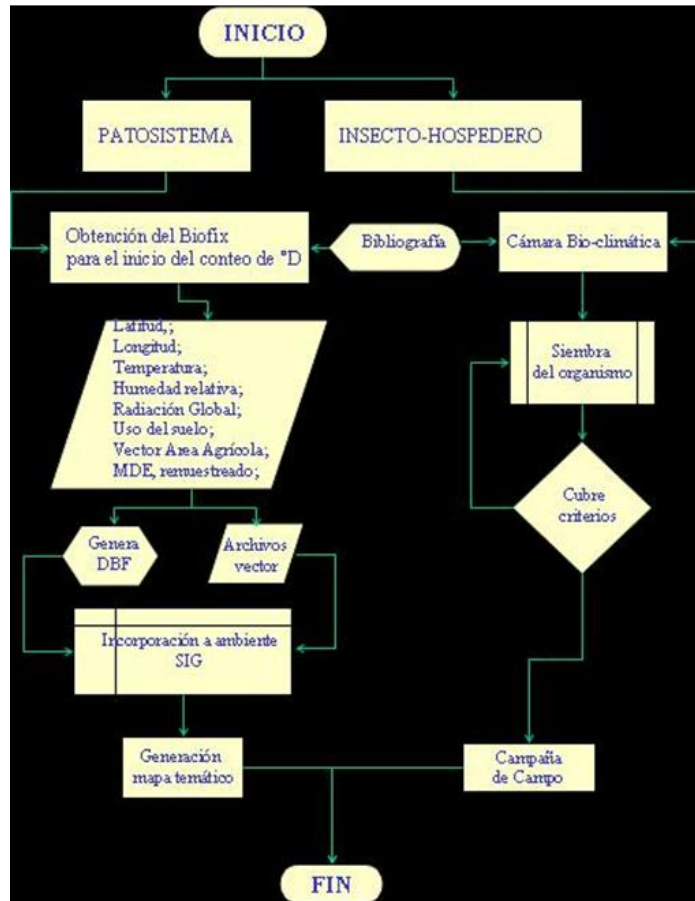 INICIO
PATOSISTEMA
INSECTO-HOSPEDERO
Obtención del Biofix
para el inicio del conteo de °D
Bibliografía
Cámara Bio-climática
Latitud,;
Longitud;
Temperatura;
Humedad relativa;
Radiación Global;
Uso del suelo;
Vector Area Agrícola;
MDE, remuestreado;
Siembra
del organismo
Cubre
criterios
Genera
DBF
Archivos
vector
Incorporación a ambiente
SIG
Generación
mapa temático
Campaña
de Campo
FIN